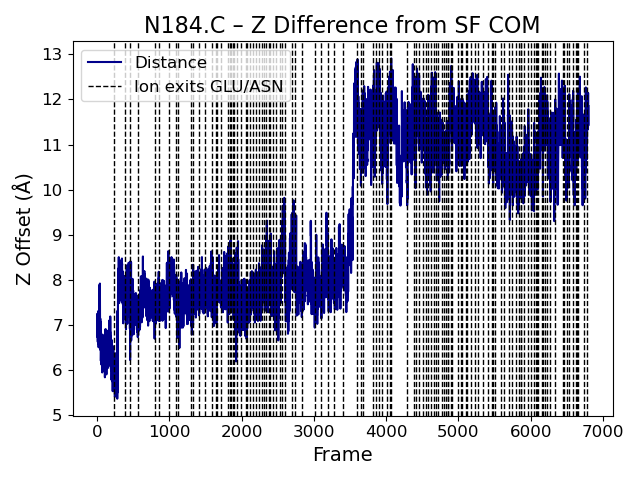 N184.C – Z Difference from SF COM
Distance
Ion exits GLU/ASN
Z Offset (Å)
13
12
11
10
9
8
7
6
5
0 1000 2000 3000 4000 5000 6000 7000
Frame